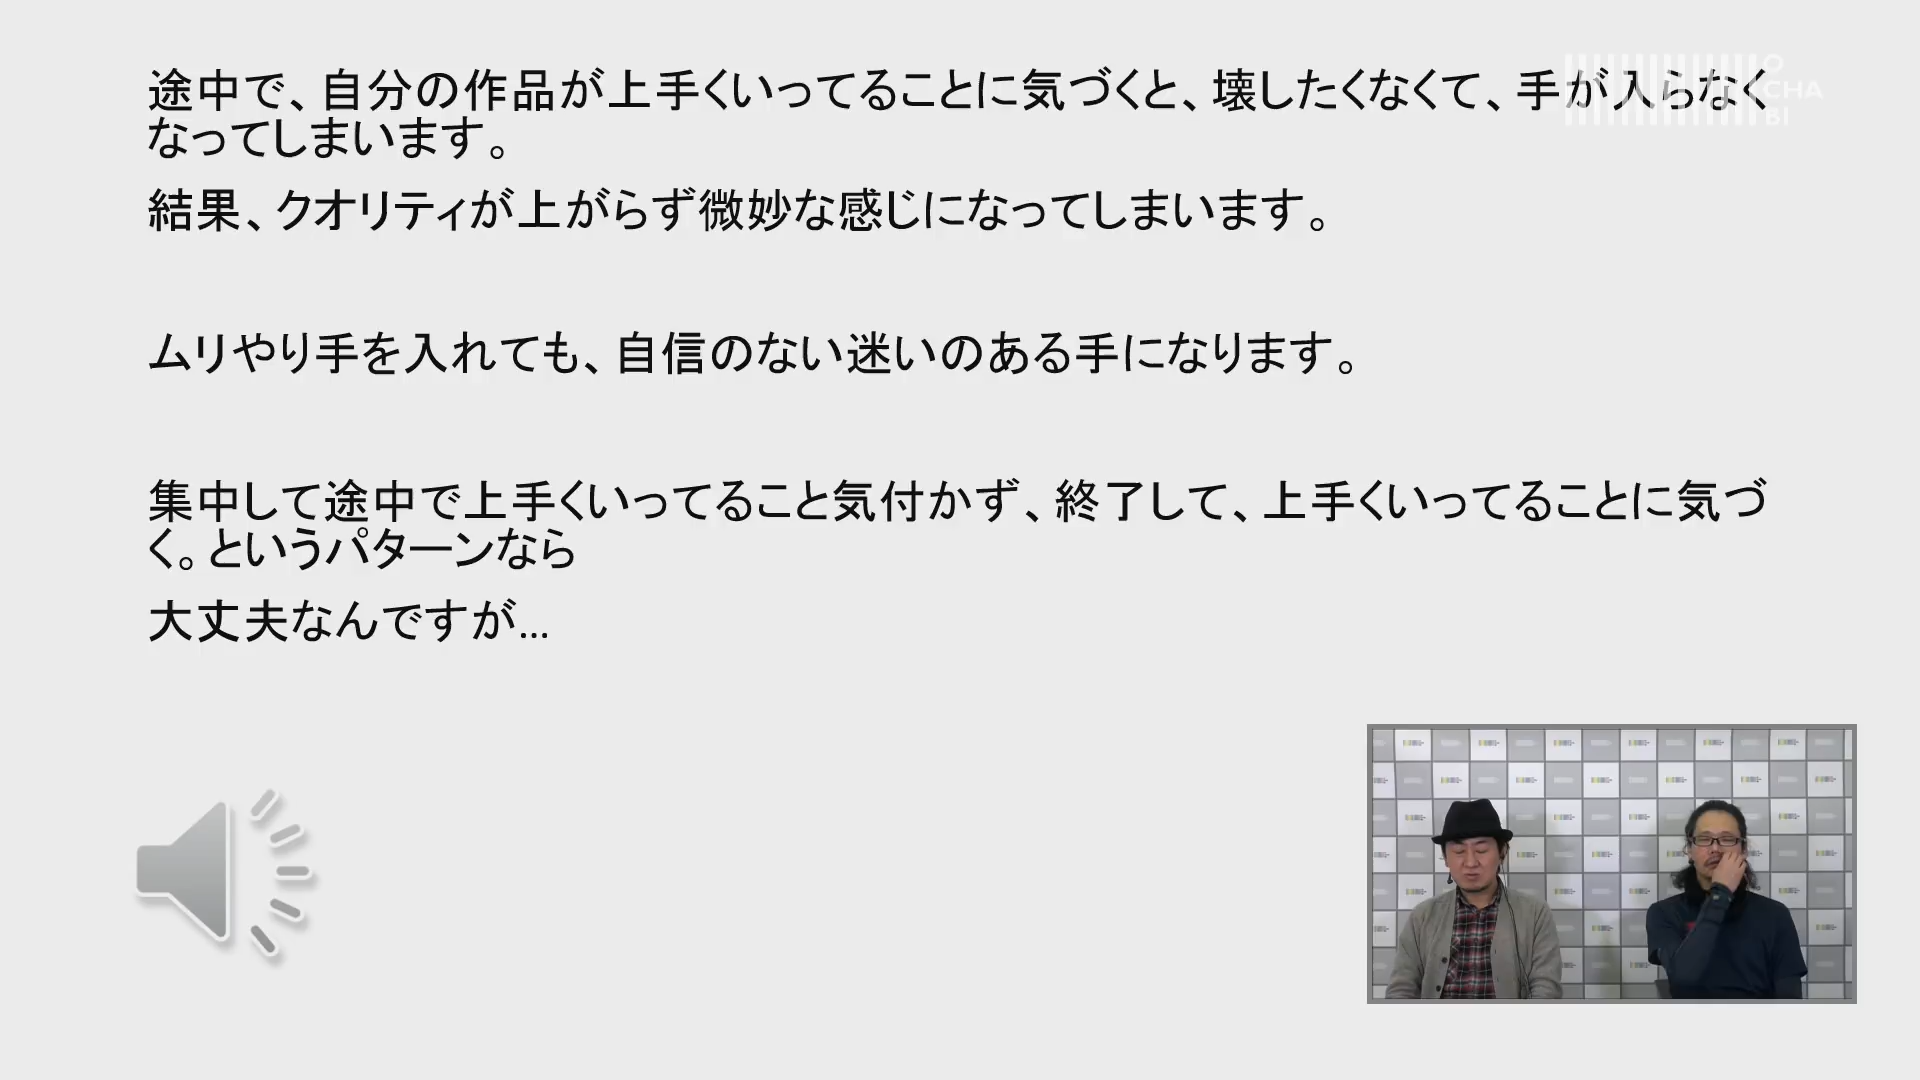 途中で、自分の作品が上手くいってることに気づくと、壊したくなくて、手が入らなく
なってしまいます。
結果、クオリティが上がらず微妙な感じになってしまいます。
ムリやり手を入れても、自信のない迷いのある手になります。
集中して途中で上手くいってること気付かず、終了して、上手くいってることに気づ
く。というパターンなら
大丈夫なんですが...
O
CHA
BI